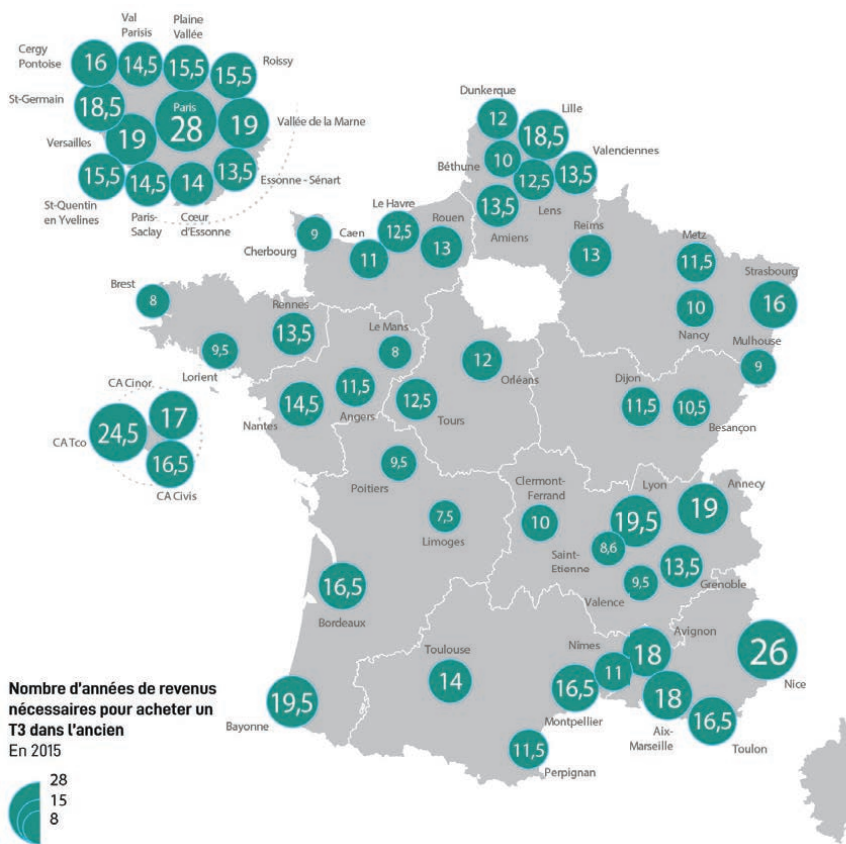 Val
Parisis
Plaine
Vallée
Cergy
Pontoise
Roissy
16
14,5
15,5
15,5
St-Germain
18,5
Paris
28
19
Vallée de la Marne
Versailles
19
15,5
14,5
14
13,5
Essonne - Sénart
St-Quentin
en Yvelines
Paris-
Saclay
Cœur
d'Essonne
Dunkerque
12
Lille
18,5
Béthune
10
Valenciennes
13,5
12,5
Lens
13,5
Amiens
Le Havre
12,5
Rouen
13
Caen
11
9
Cherbourg
Reims
13
Metz
11,5
Strasbourg
16
10
Nancy
Mulhouse
9
Brest
8
Rennes
13,5
9,5
Lorient
Le Mans
8
12
Orléans
11,5
Angers
12,5
Tours
14,5
Nantes
Dijon
11,5
10,5
Besançon
CA Cinor
17
CA Tco
24,5
16,5
CA Civis
9,5
Poitiers
7,5
Limoges
Clermont-
Ferrand
10
Lyon
19,5
Annecy
19
8,6
Saint-
Etienne
13,5
Grenoble
9,5
Valence
16,5
Bordeaux
Toulouse
14
Nîmes
11
Avignon
18
26
Nice
19,5
Bayonne
16,5
Montpellier
18
Aix-
Marseille
16,5
Toulon
11,5
Perpignan
Nombre d'années de revenus
nécessaires pour acheter un
T3 dans l'ancien
En 2015
28
15
8